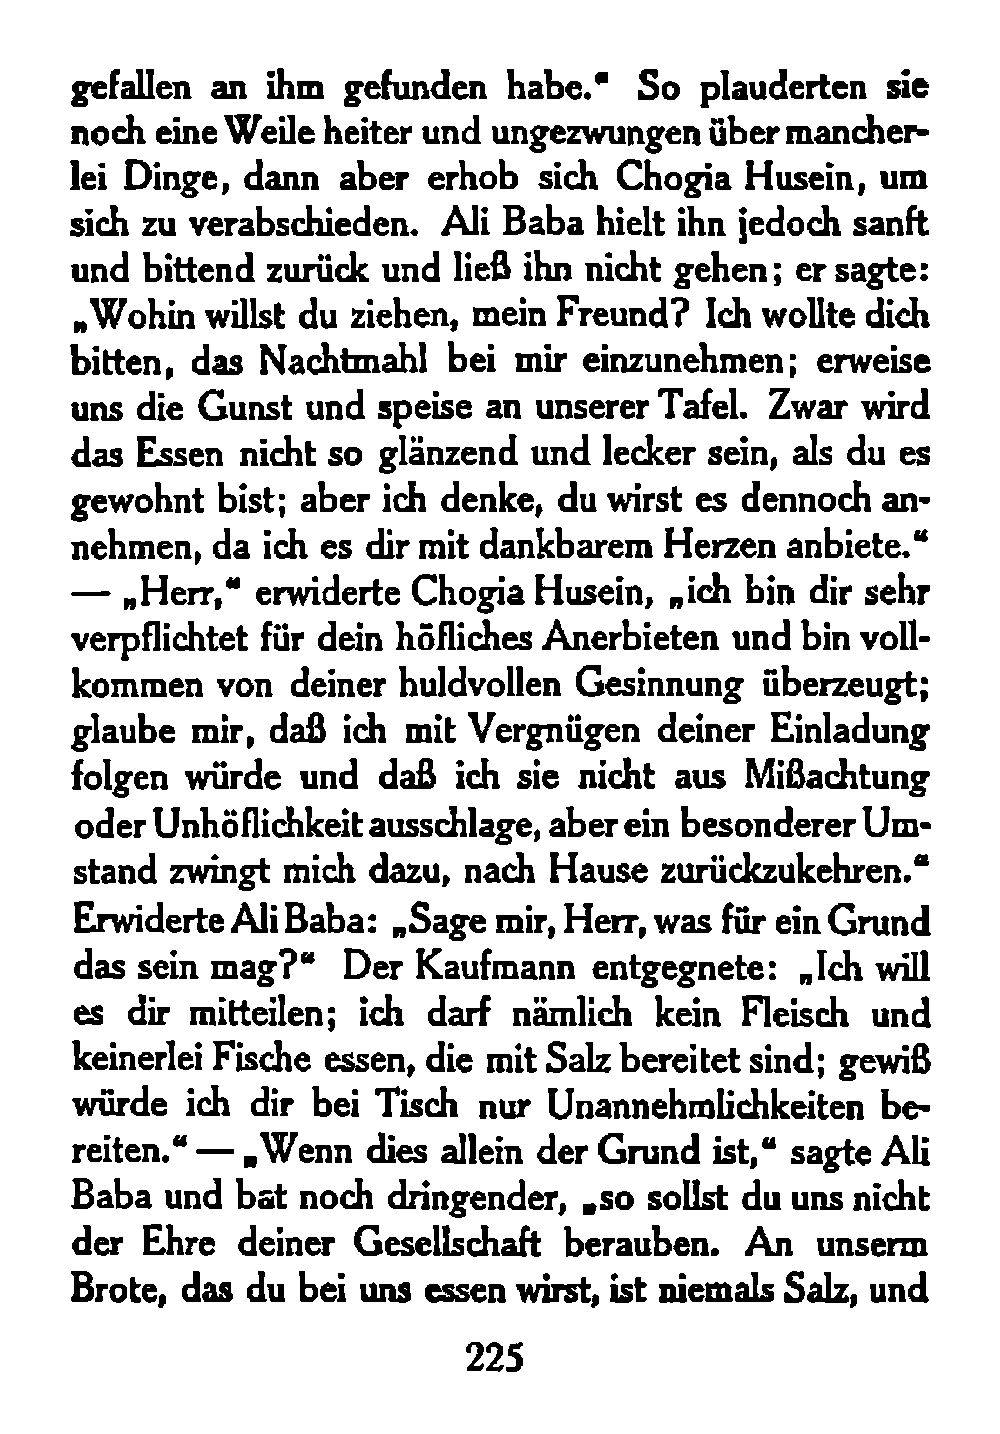 gefallen an ihm gefunden habe.“ So plauderten sie
noch eine Weile heiter und ungezwungen über mancher-
lei Dinge, dann aber erhob sich Chogia Husein, um
sich zu verabschieden. Ali Baba hielt ihn jedoch sanft
und bittend zurück und ließ ihn nicht gehen; er sagte:
„Wohin willst du ziehen, mein Freund? Ich wollte dich
bitten, das Nachtmahl bei mir einzunehmen; erweise
uns die Gunst und speise an unserer Tafel. Zwar wird
das Essen nicht so glänzend und lecker sein, als du es
gewohnt bist; aber ich denke, du wirst es dennoch an-
nehmen, da ich es dir mit dankbarem Herzen anbiete.“
— „Herr,“ erwiderte Chogia Husein, „ich bin dir sehr
verpflichtet für dein höfliches Anerbieten und bin voll-
kommen von deiner huldvollen Gesinnung überzeugt;
glaube mir, daß ich mit Vergnügen deiner Einladung
folgen würde und daß ich sie nicht aus Mißachtung
oder Unhöflichkeit ausschlage, aber ein besonderer Um-
stand zwingt mich dazu, nach Hause zurückzukehren.“
Erwiderte Ali Baba: „Sage mir, Herr, was für ein Grund
das sein mag?“ Der Kaufmann entgegnete: „Ich will
es dir mitteilen; ich darf nämlich kein Fleisch und
keinerlei Fische essen, die mit Salz bereitet sind; gewiß
würde ich dir bei Tisch nur Unannehmlichkeiten be-
reiten.“ — „Wenn dies allein der Grund ist,“ sagte Ali
Baba und bat noch dringender, „so sollst du uns nicht
der Ehre deiner Gesellschaft berauben. An unserm
Brote, das du bei uns essen wirst, ist niemals Salz, und
225